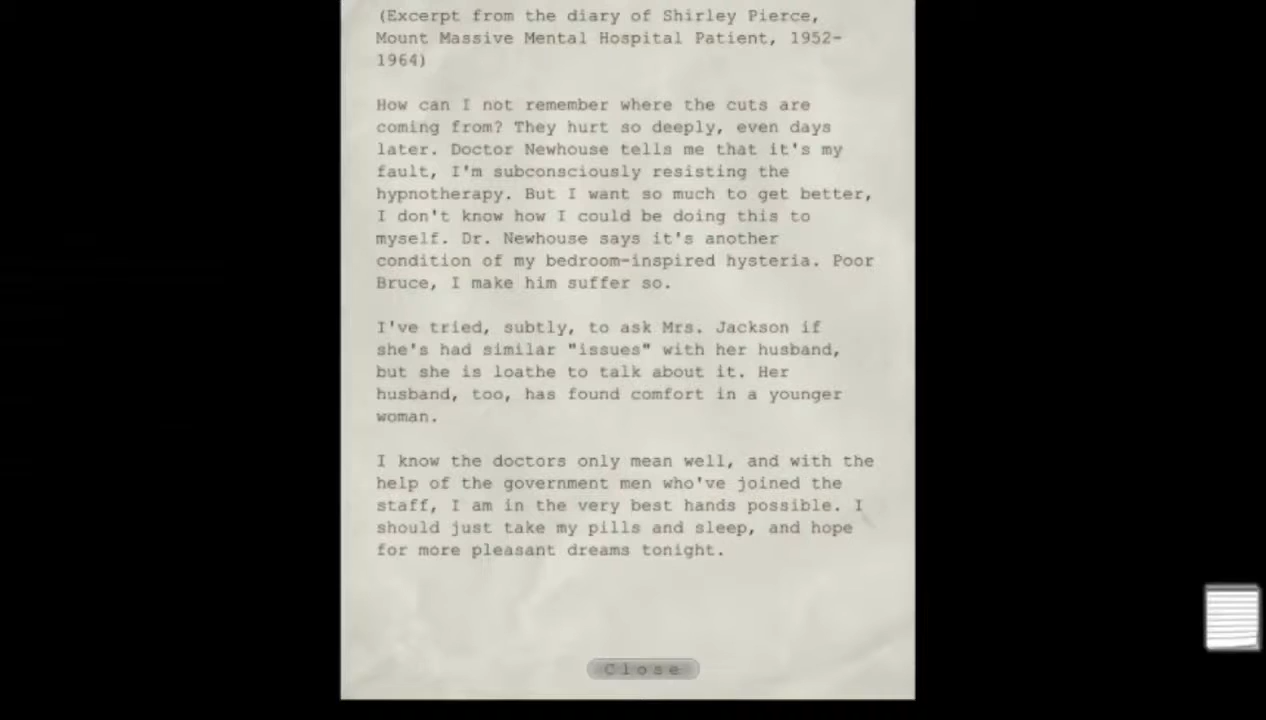 (Excerpt from the diary of Shirley Pierce,
Mount Massive Mental Hospital Patient, 1952-
1964)
How can I not remember where the cuts are
coming from? They hurt so deeply, even days
later. Doctor Newhouse tells me that it's my
fault, I'm subconsciously resisting the
hypnotherapy. But I want so much to get better,
I don't know how I could be doing this to
myself. Dr. Newhouse says it's another
condition of my bedroom-inspired hysteria. Poor
Bruce, I make him suffer so.
I've tried, subtly, to ask Mrs. Jackson if
she's had similar "issues" with her husband,
but she is loathe to talk about it. Her
husband, too, has found comfort in a younger
woman.
I know the doctors only mean well, and with the
help of the government men who've joined the
staff, I am in the very best hands possible. I
should just take my pills and sleep, and hope
for more pleasant dreams tonight.
Close